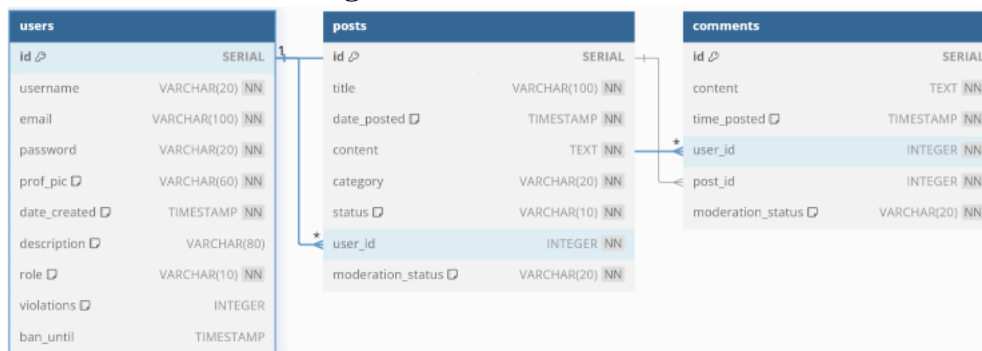 users
id SERIAL
username VARCHAR(20) NN
email VARCHAR(100) NN
password VARCHAR(20) NN
prof_pic VARCHAR(60) NN
date_created TIMESTAMP NN
description VARCHAR(80)
role VARCHAR(10) NN
violations INTEGER
ban_until TIMESTAMP
1
*
posts
id SERIAL
title VARCHAR(100) NN
date_posted TIMESTAMP NN
content TEXT NN
category VARCHAR(20) NN
status VARCHAR(10) NN
user_id INTEGER NN
moderation_status VARCHAR(20) NN
*
comments
id SERIAL
content TEXT NN
time_posted TIMESTAMP NN
user_id INTEGER NN
post_id INTEGER NN
moderation_status VARCHAR(20) NN